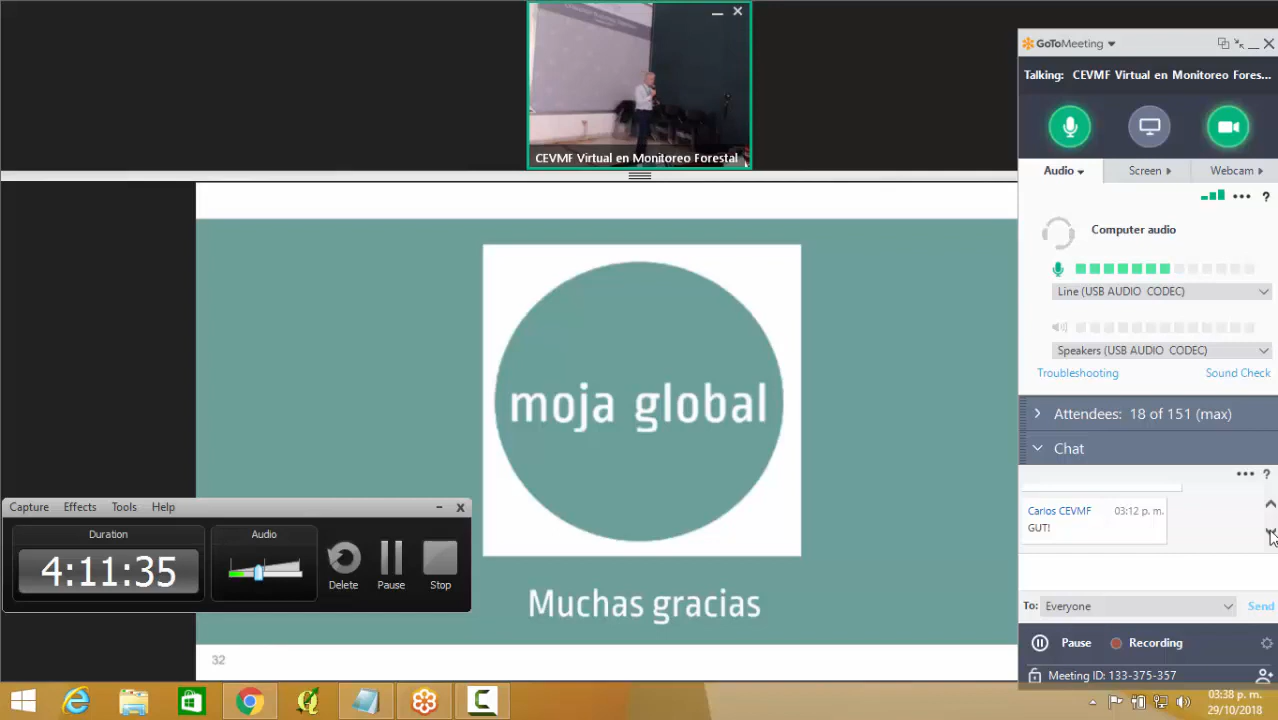 CEVMF Virtual en Monitoreo Forestal
GoToMeeting
Talking: CEVMF Virtual en Monitoreo Fores...
Audio
Screen
Webcam
?
Computer audio
Line (USB AUDIO CODEC)
Speakers (USB AUDIO CODEC)
Troubleshooting
Sound Check
Attendees: 18 of 151 (max)
Chat
?
Carlos CEVMF
03:12 p. m.
GUT!
To:
Everyone
Send
Pause
Recording
Meeting ID: 133-375-357
moja global
Muchas gracias
32
Capture
Effects
Tools
Help
Duration
4:11:35
Audio
Delete
Pause
Stop
03:38 p. m.
29/10/2018